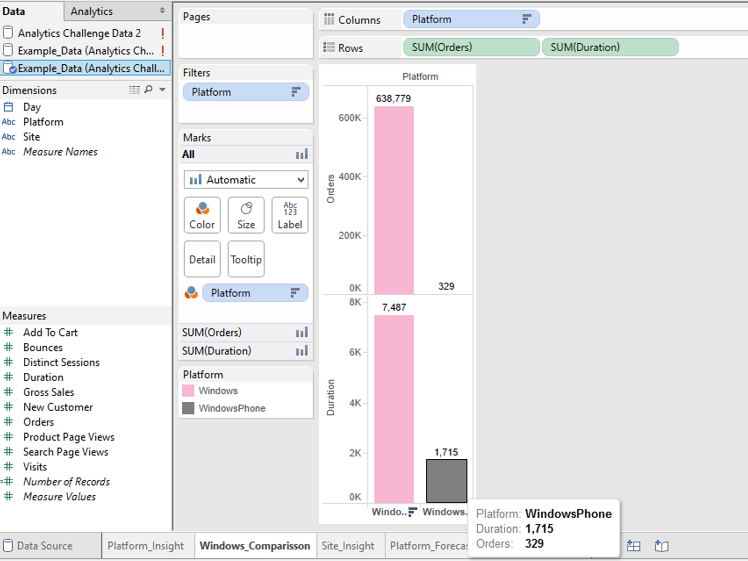 Data
Analytics
Analytics Challenge Data 2 !
Example_Data (Analytics Ch... !
Example_Data (Analytics Chall...
Dimensions
Day
Abc Platform
Abc Site
Abc Measure Names
Measures
# Add To Cart
# Bounces
# Distinct Sessions
# Duration
# Gross Sales
# New Customer
# Orders
# Product Page Views
# Search Page Views
# Visits
=# Number of Records
# Measure Values
Pages
Filters
Platform
Marks
All
Automatic
Color
Size
Abc
123
Label
Detail
Tooltip
Platform
SUM(Orders)
SUM(Duration)
Platform
Windows
WindowsPhone
Columns
Platform
Rows
SUM(Orders)
SUM(Duration)
Platform
638,779
600K
400K
200K
0K
Orders
329
8K
7,487
6K
4K
2K
0K
Duration
1,715
Windo..
Windows..
Platform: WindowsPhone
Duration: 1,715
Orders: 329
Data Source
Platform_Insight
Windows_Comparisson
Site_Insight
Platform_Foreca